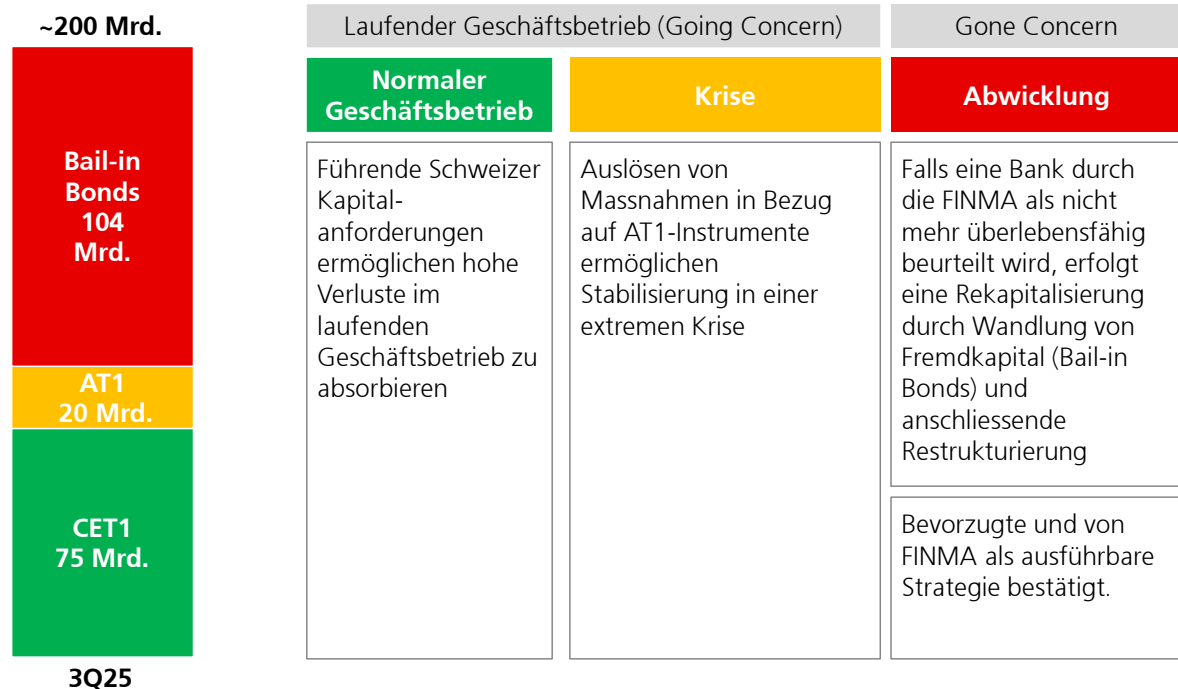 ~200 Mrd.
Bail-in
Bonds
104
Mrd.
AT1
20 Mrd.
CET1
75 Mrd.
3Q25
Laufender Geschäftsbetrieb (Going Concern)
Gone Concern
Normaler
Geschäftsbetrieb
Krise
Abwicklung
Führende Schweizer
Kapital-
anforderungen
ermöglichen hohe
Verluste im
laufenden
Geschäftsbetrieb zu
absorbieren
Auslösen von
Massnahmen in Bezug
auf AT1-Instrumente
ermöglichen
Stabilisierung in einer
extremen Krise
Falls eine Bank durch
die FINMA als nicht
mehr überlebensfähig
beurteilt wird, erfolgt
eine Rekapitalisierung
durch Wandlung von
Fremdkapital (Bail-in
Bonds) und
anschliessende
Restrukturierung
Bevorzugte und von
FINMA als ausführbare
Strategie bestätigt.